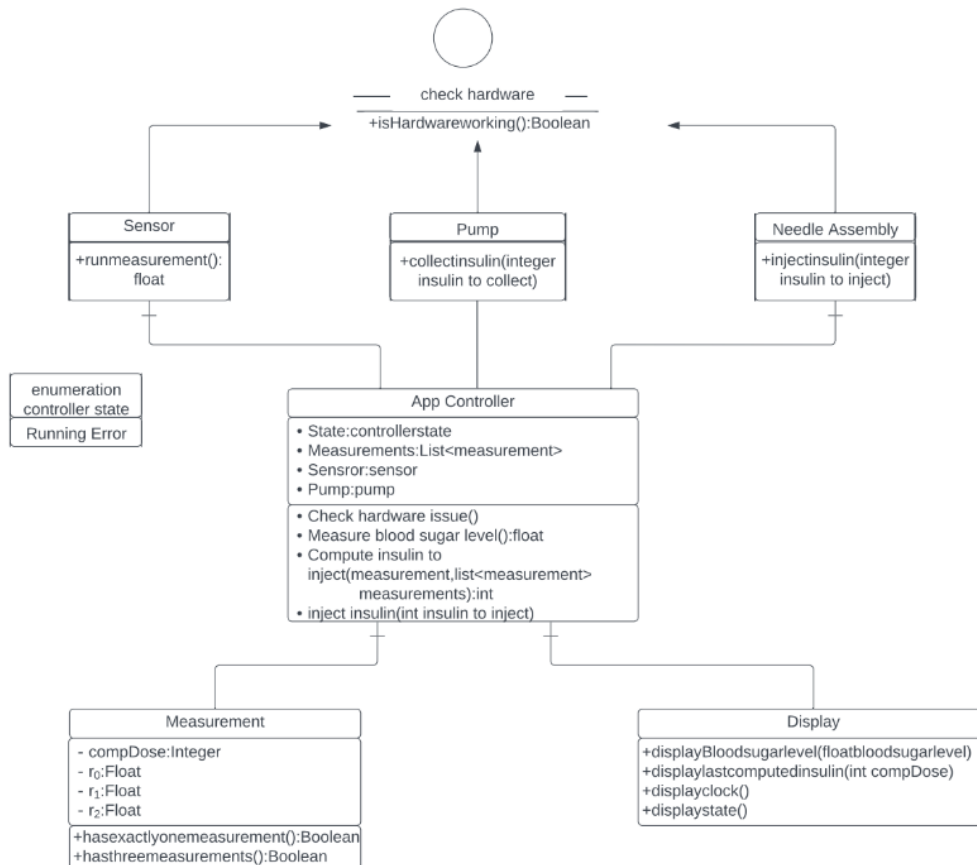 check hardware
+isHardwareworking():Boolean
Sensor
+runmeasurement():
float
Pump
+collectinsulin(integer
insulin to collect)
Needle Assembly
+injectinsulin(integer
insulin to inject)
enumeration
controller state
Running Error
App Controller
• State:controllerstate
• Measurements:List<measurement>
• Sensror:sensor
• Pump:pump
• Check hardware issue()
• Measure blood sugar level():float
• Compute insulin to
inject(measurement,list<measurement>
measurements):int
• inject insulin(int insulin to inject)
Measurement
- compDose:Integer
- r₀:Float
- r₁:Float
- r₂:Float
+hasexactlyonemeasurement():Boolean
+hasthreemeasurements():Boolean
Display
+displayBloodsugarlevel(floatbloodsugarlevel)
+displaylastcomputedinsulin(int compDose)
+displayclock()
+displaystate()